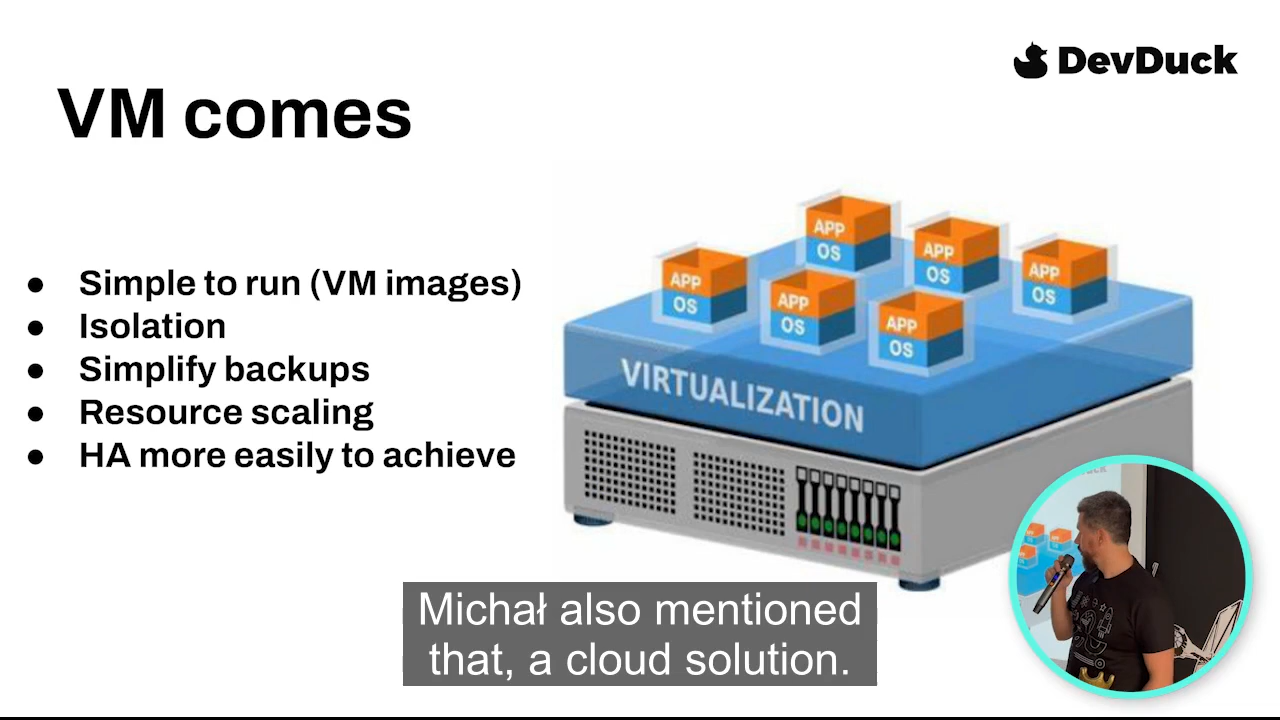 DevDuck
VM comes
● Simple to run (VM images)
● Isolation
● Simplify backups
● Resource scaling
● HA more easily to achieve
APP
OS
APP
OS
APP
OS
APP
OS
APP
OS
APP
OS
VIRTUALIZATION
Michał also mentioned
that, a cloud solution.